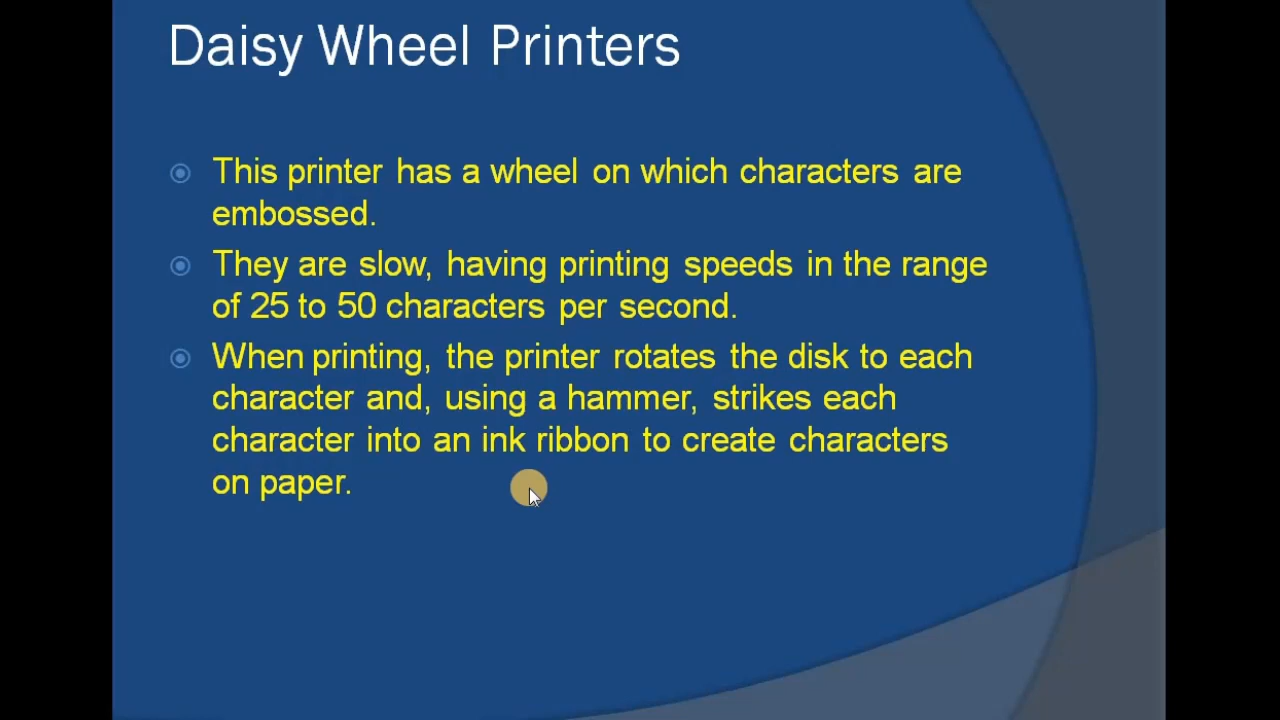 Daisy Wheel Printers
This printer has a wheel on which characters are
embossed.
They are slow, having printing speeds in the range
of 25 to 50 characters per second.
When printing, the printer rotates the disk to each
character and, using a hammer, strikes each
character into an ink ribbon to create characters
on paper.